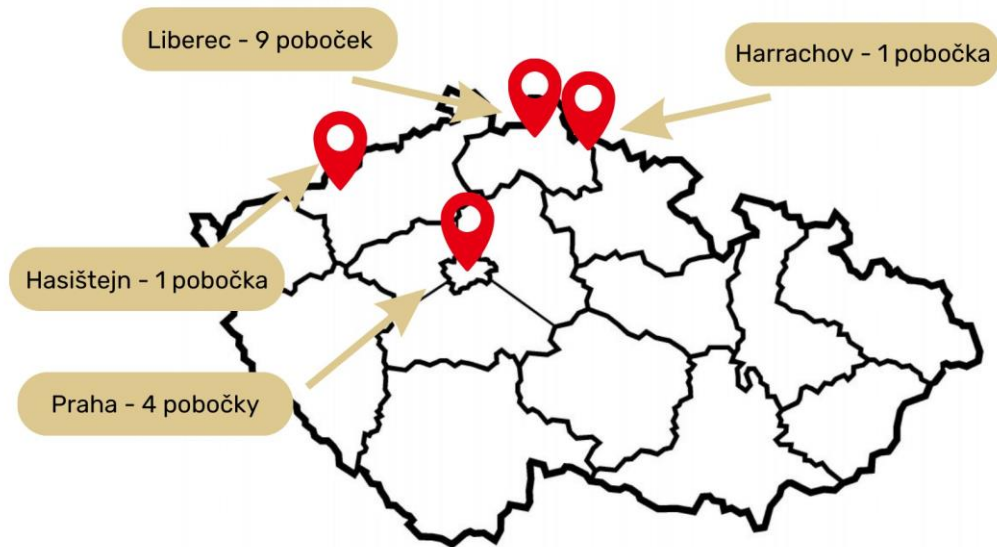 Liberec - 9 poboček
Harrachov - 1 pobočka
Hasištejn - 1 pobočka
Praha - 4 pobočky